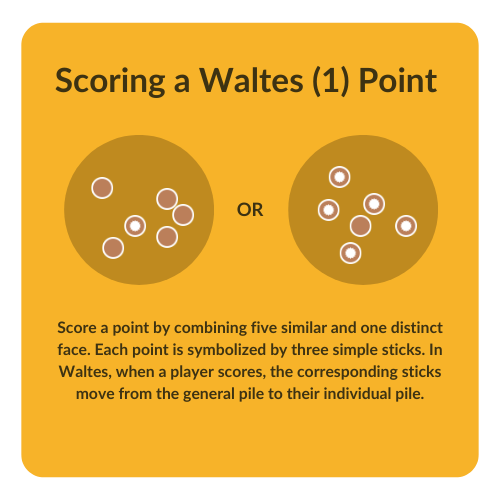 Scoring a Waltes (1) Point
OR
Score a point by combining five similar and one distinct
face. Each point is symbolized by three simple sticks. In
Waltes, when a player scores, the corresponding sticks
move from the general pile to their individual pile.